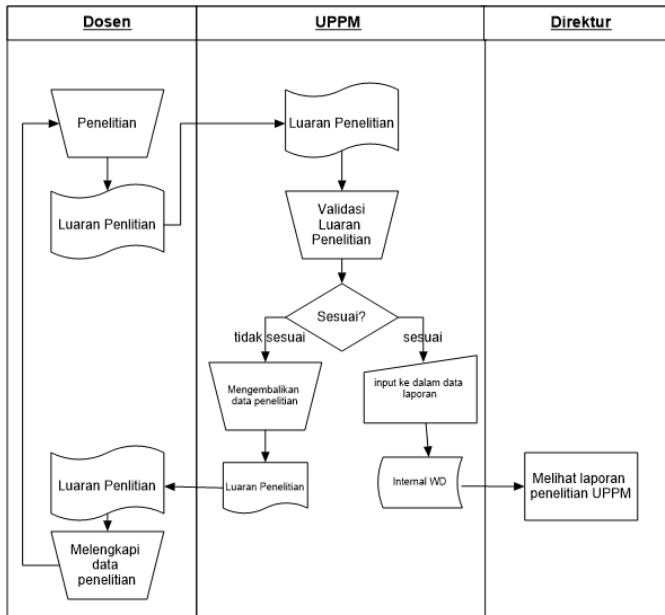 Dosen
UPPM
Direktur
Penelitian
Luaran Penlitian
Luaran Penelitian
Validasi
Luaran
Penelitian
Sesuai?
tidak sesuai
sesuai
Mengembalikan
data penelitian
input ke dalam data
laporan
Luaran Penelitian
Internal WD
Melihat laporan
penelitian UPPM
Luaran Penlitian
Melengkapi
data
penelitian